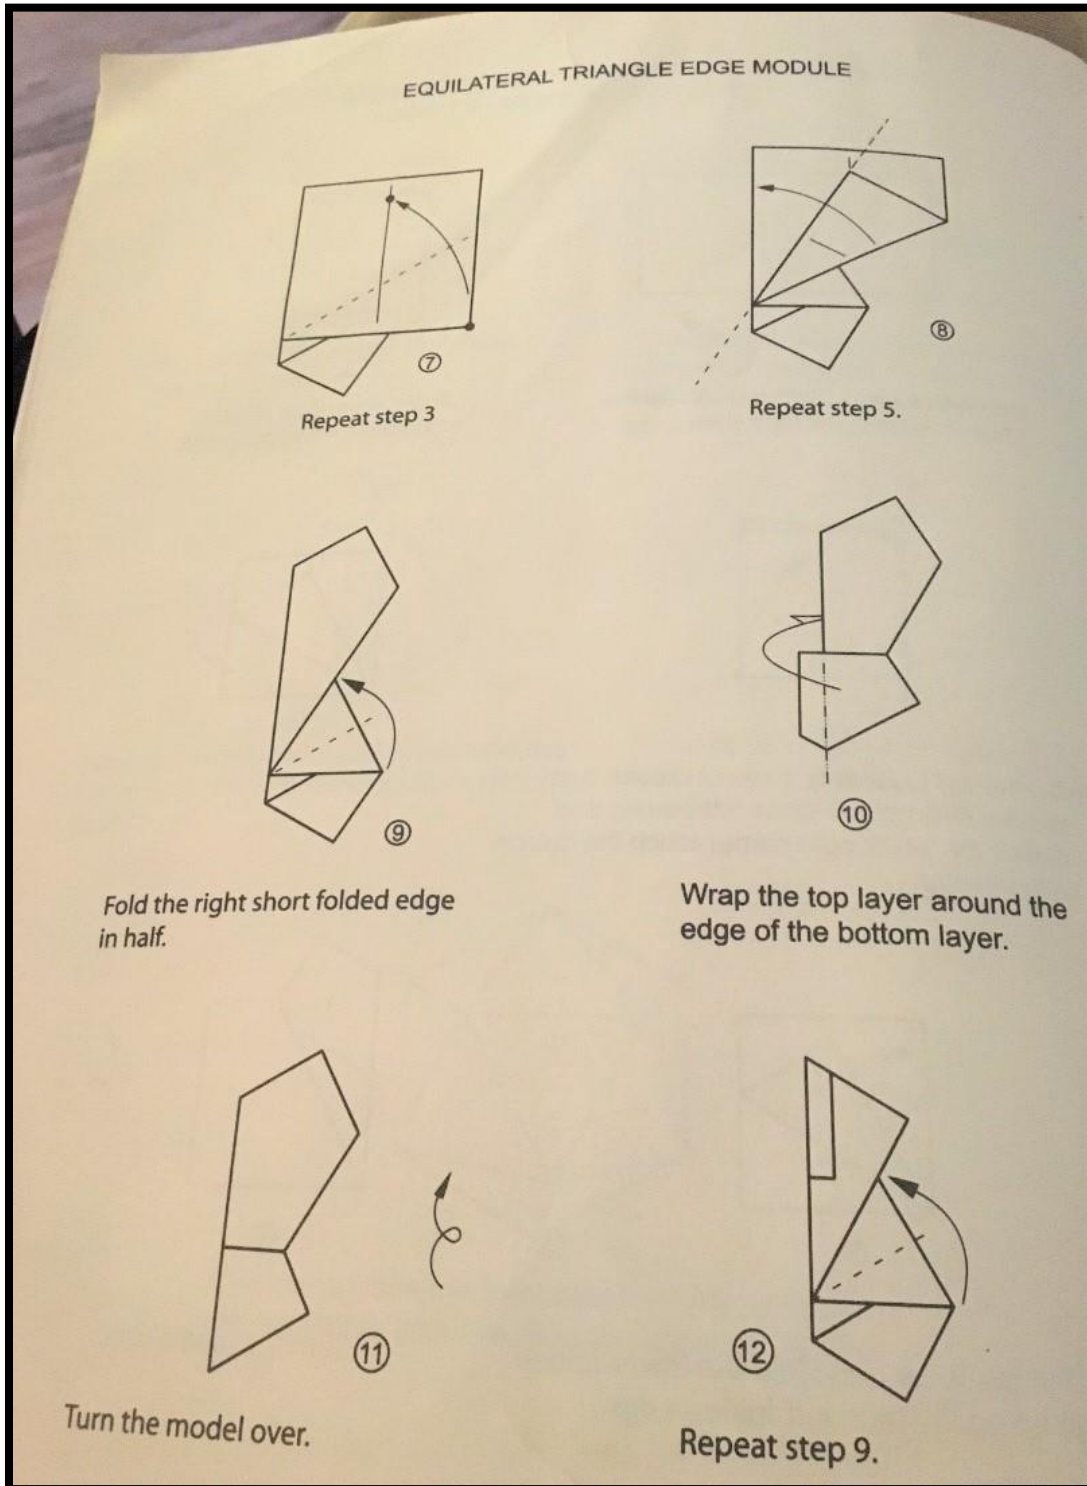 EQUILATERAL TRIANGLE EDGE MODULE
7
Repeat step 3
8
Repeat step 5.
9
Fold the right short folded edge
in half.
10
Wrap the top layer around the
edge of the bottom layer.
11
Turn the model over.
12
Repeat step 9.